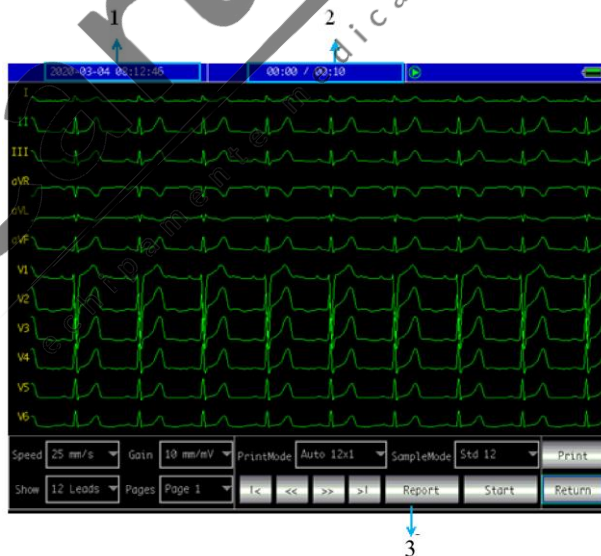 1 2
2020-03-04 08:12:46 00:00 / 00:10
I
II
III
aVR
aVL
aVF
V1
V2
V3
V4
V5
V6
Speed 25 mm/s Gain 10 mm/mV PrintMode Auto 12x1 SampleMode Std 12 Print
Show 12 Leads Pages Page 1 |< << >> >| Report Start Return
3
echipamente medica